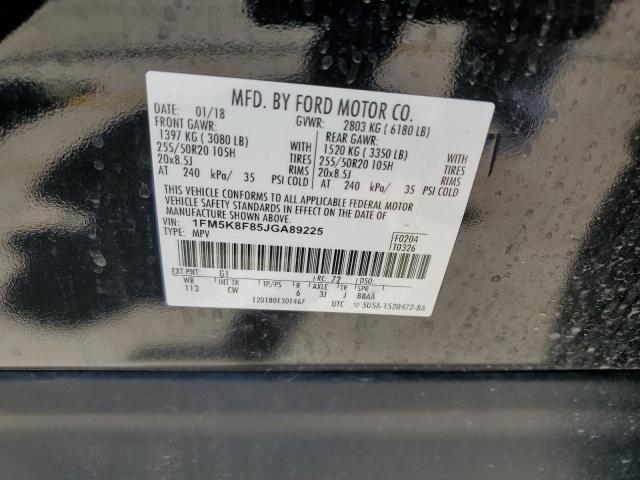 MFD. BY FORD MOTOR CO.
DATE: 01/18 GVWR: 2803 KG ( 6180 LB)
FRONT GAWR: REAR GAWR:
1397 KG ( 3080 LB) WITH 1520 KG ( 3350 LB) WITH
255/50R20 105H TIRES 255/50R20 105H TIRES
20x8.5J RIMS 20x8.5J RIMS
AT 240 kPa/ 35 PSI COLD AT 240 kPa/ 35 PSI COLD
THIS VEHICLE CONFORMS TO ALL APPLICABLE FEDERAL MOTOR
VEHICLE SAFETY STANDARDS IN EFFECT ON THE DATE OF
MANUFACTURE SHOWN ABOVE.
VIN: 1FM5K8F85JGA89225
TYPE: MPV F0204
T0326
EXT PNT: G1 RC: 72 DSO:
WB INT TR TP/PS R AXLE TR SPR
113 CW 6 3J J BBAA
1201801301467 UTC 5U5A-1520472-BA